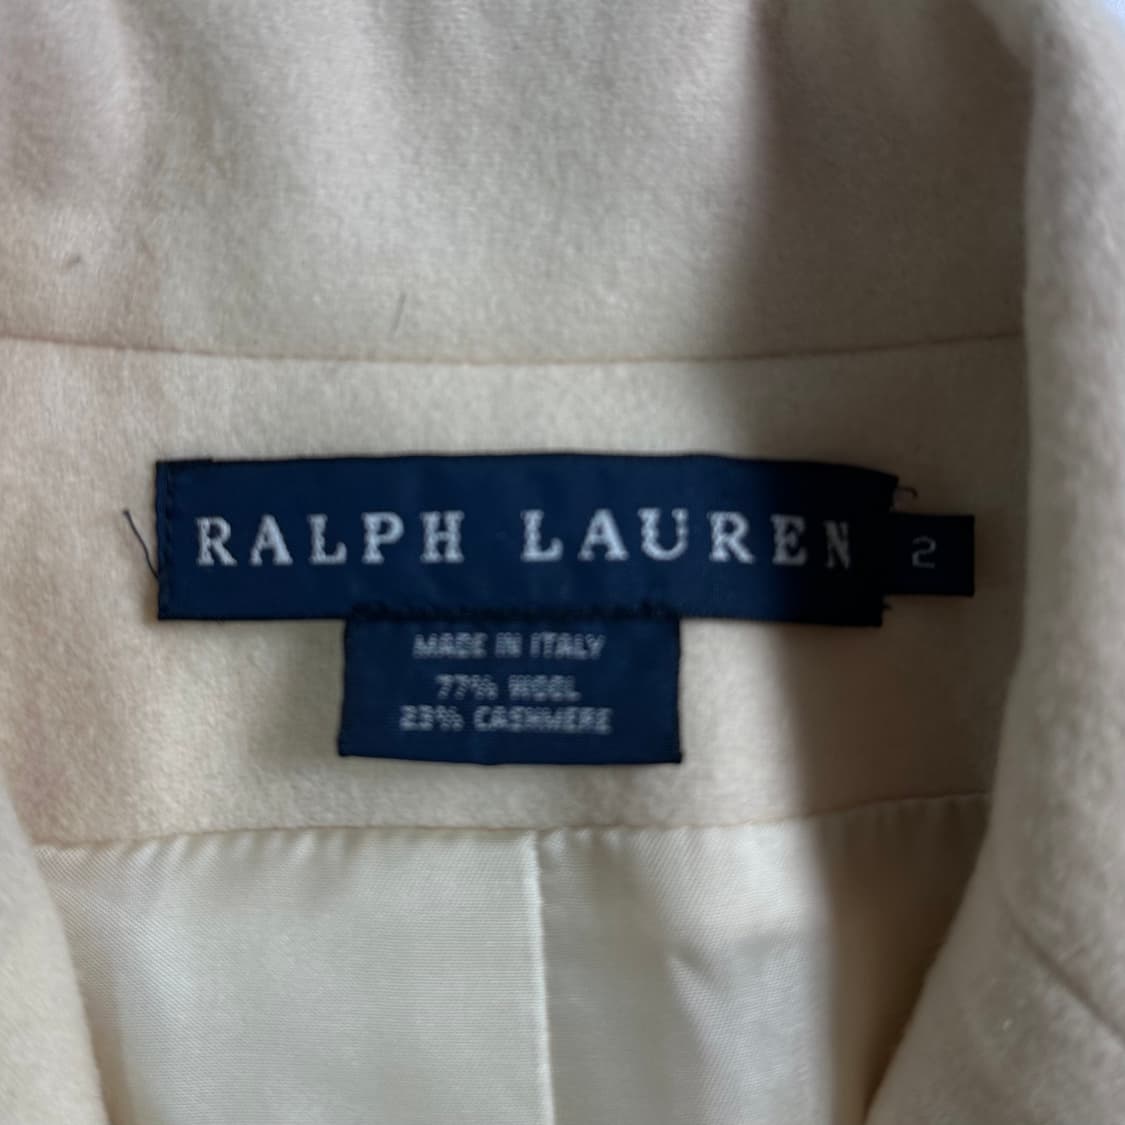 RALPH LAUREN 2
MADE IN ITALY
77% WOOL
23% CASHMERE